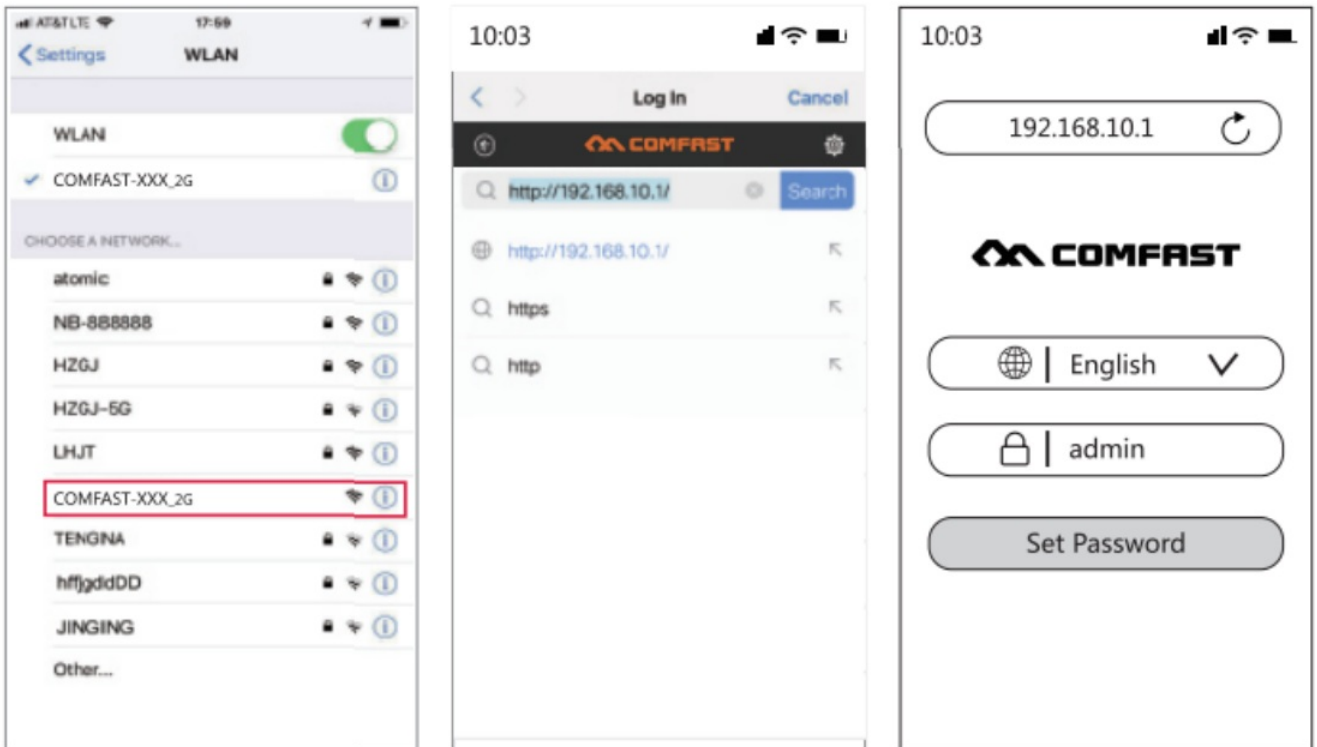 AT&T LTE 17:59
Settings WLAN
WLAN
COMFAST-XXX_2G
CHOOSE A NETWORK...
atomic
NB-888888
HZGJ
HZGJ-5G
LHJT
COMFAST-XXX_2G
TENGINA
hffjgddDD
JINGING
Other...
10:03
Log In Cancel
COMFAST
http://192.168.10.1/ Search
http://192.168.10.1/
https
http
10:03
192.168.10.1
COMFAST
English
admin
Set Password